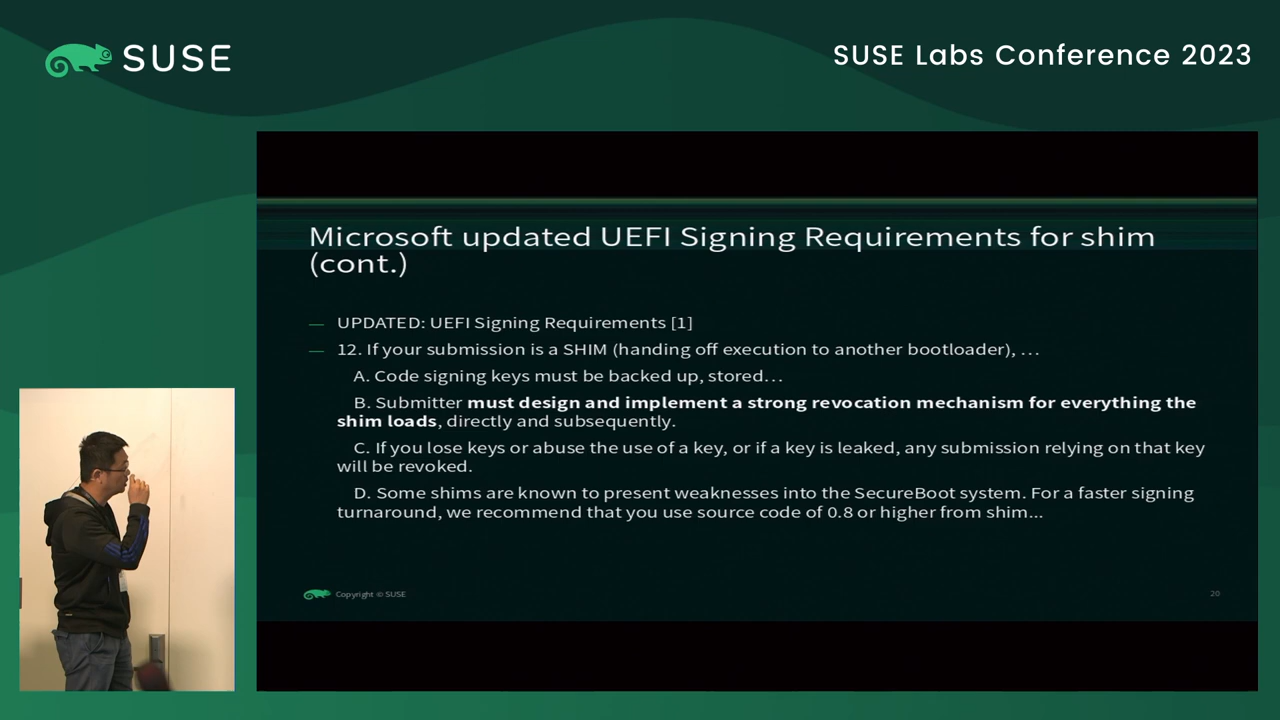 SUSE
SUSE Labs Conference 2023
Microsoft updated UEFI Signing Requirements for shim
(cont.)
— UPDATED: UEFI Signing Requirements [1]
— 12. If your submission is a SHIM (handing off execution to another bootloader), …
A. Code signing keys must be backed up, stored…
B. Submitter must design and implement a strong revocation mechanism for everything the
shim loads, directly and subsequently.
C. If you lose keys or abuse the use of a key, or if a key is leaked, any submission relying on that key
will be revoked.
D. Some shims are known to present weaknesses into the SecureBoot system. For a faster signing
turnaround, we recommend that you use source code of 0.8 or higher from shim...
Copyright © SUSE
20